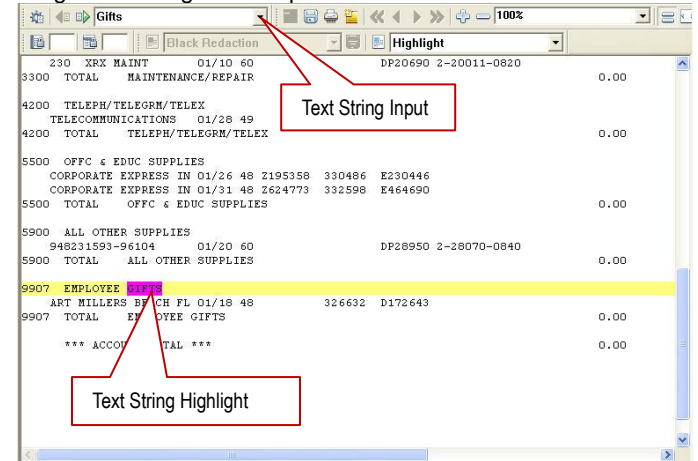 Gifts 100%
Black Redaction Highlight
230 XRX MAINT 01/10 60 DP20690 2-20011-0820
3300 TOTAL MAINTENANCE/REPAIR 0.00
Text String Input
4200 TELEPH/TELEGRM/TELEX
TELECOMMUNICATIONS 01/28 49
4200 TOTAL TELEPH/TELEGRM/TELEX 0.00
5500 OFFC & EDUC SUPPLIES
CORPORATE EXPRESS IN 01/26 48 Z195358 330486 E230446
CORPORATE EXPRESS IN 01/31 48 Z624773 332598 E464690
5500 TOTAL OFFC & EDUC SUPPLIES 0.00
5900 ALL OTHER SUPPLIES
948231593-96104 01/20 60 DP28950 2-28070-0840
5900 TOTAL ALL OTHER SUPPLIES 0.00
9907 EMPLOYEE GIFTS
ART MILLERS CH FL 01/18 48 326632 D172643
9907 TOTAL OYEE GIFTS 0.00
*** ACCOU TAL *** 0.00
Text String Highlight